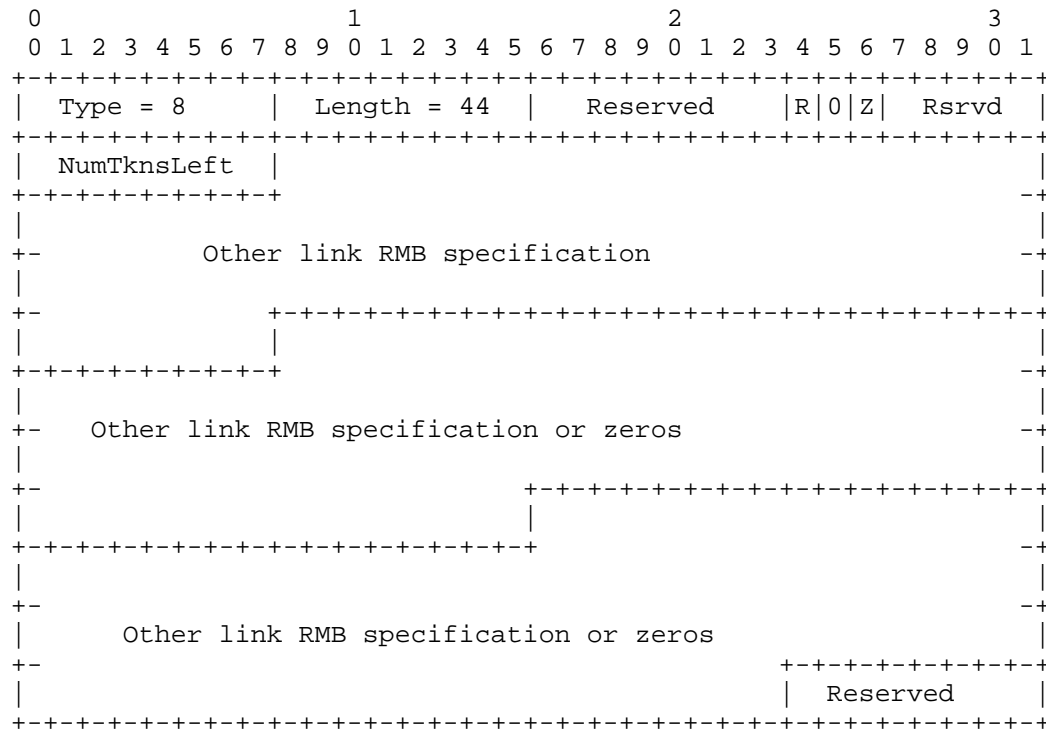 0                   1                   2                   3
0 1 2 3 4 5 6 7 8 9 0 1 2 3 4 5 6 7 8 9 0 1 2 3 4 5 6 7 8 9 0 1
+-+-+-+-+-+-+-+-+-+-+-+-+-+-+-+-+-+-+-+-+-+-+-+-+-+-+-+-+-+-+-+-+
|  Type = 8     |  Length = 44  |   Reserved    |R|0|Z|  Rsrvd  |
+-+-+-+-+-+-+-+-+-+-+-+-+-+-+-+-+-+-+-+-+-+-+-+-+-+-+-+-+-+-+-+-+
|  NumTknsLeft  |                                               |
+-+-+-+-+-+-+-+-+                                              -+
|                                                               |
+-          Other link RMB specification                       -+
|                                                               |
+-              +-+-+-+-+-+-+-+-+-+-+-+-+-+-+-+-+-+-+-+-+-+-+-+-+
|               |                                               |
+-+-+-+-+-+-+-+-+                                              -+
|                                                               |
+-   Other link RMB specification or zeros                     -+
|                                                               |
+-                              +-+-+-+-+-+-+-+-+-+-+-+-+-+-+-+-+
|                               |                               |
+-+-+-+-+-+-+-+-+-+-+-+-+-+-+-+-+                              -+
|                                                               |
+-                                                             -+
|      Other link RMB specification or zeros                    |
+-                                              +-+-+-+-+-+-+-+-+
|                                               |  Reserved     |
+-+-+-+-+-+-+-+-+-+-+-+-+-+-+-+-+-+-+-+-+-+-+-+-+-+-+-+-+-+-+-+-+